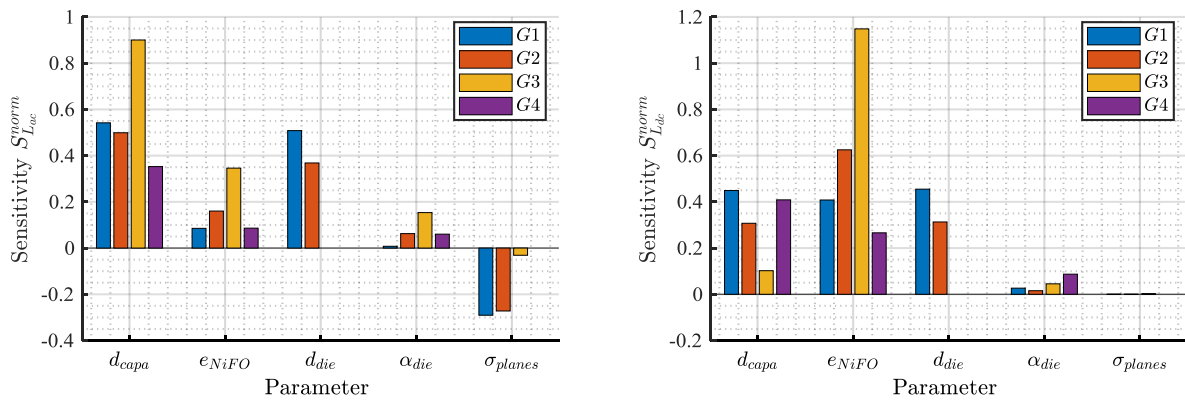 Sensitivity S^{norm}_{L_{ac}}
1
0.8
0.6
0.4
0.2
0
-0.2
-0.4
d_{capa} e_{NiFO} d_{die} α_{die} σ_{planes}
Parameter
G1
G2
G3
G4
Sensitivity S^{norm}_{L_{dc}}
1.2
1
0.8
0.6
0.4
0.2
0
-0.2
d_{capa} e_{NiFO} d_{die} α_{die} σ_{planes}
Parameter
G1
G2
G3
G4